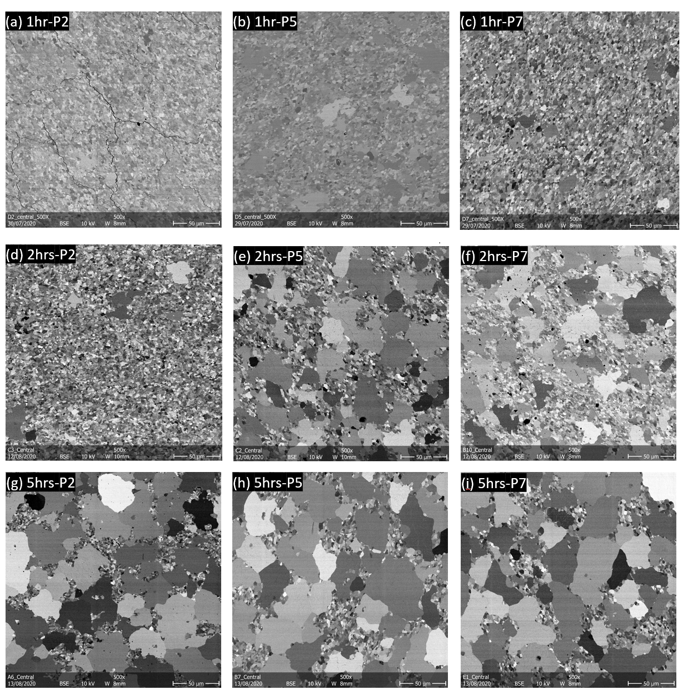 (a) 1hr-P2
(b) 1hr-P5
(c) 1hr-P7
D2_central_500X 500x
30/07/2020 BSE 10 kV W 8mm 50 µm
D5_central_500X 500x
29/07/2020 BSE 10 kV W 8mm 50 µm
D7_central_500X 500x
29/07/2020 BSE 10 kV W 8mm 50 µm
(d) 2hrs-P2
(e) 2hrs-P5
(f) 2hrs-P7
C3_Central 500x
12/08/2020 BSE 10 kV W 10mm 50 µm
C2_Central 500x
12/08/2020 BSE 10 kV W 10mm 50 µm
B10_Central 500x
12/08/2020 BSE 10 kV W 8mm 50 µm
(g) 5hrs-P2
(h) 5hrs-P5
(i) 5hrs-P7
A6_Central 500x
13/08/2020 BSE 10 kV W 8mm 50 µm
B7_Central 500x
13/08/2020 BSE 10 kV W 8mm 50 µm
E1_Central 500x
13/08/2020 BSE 10 kV W 8mm 50 µm